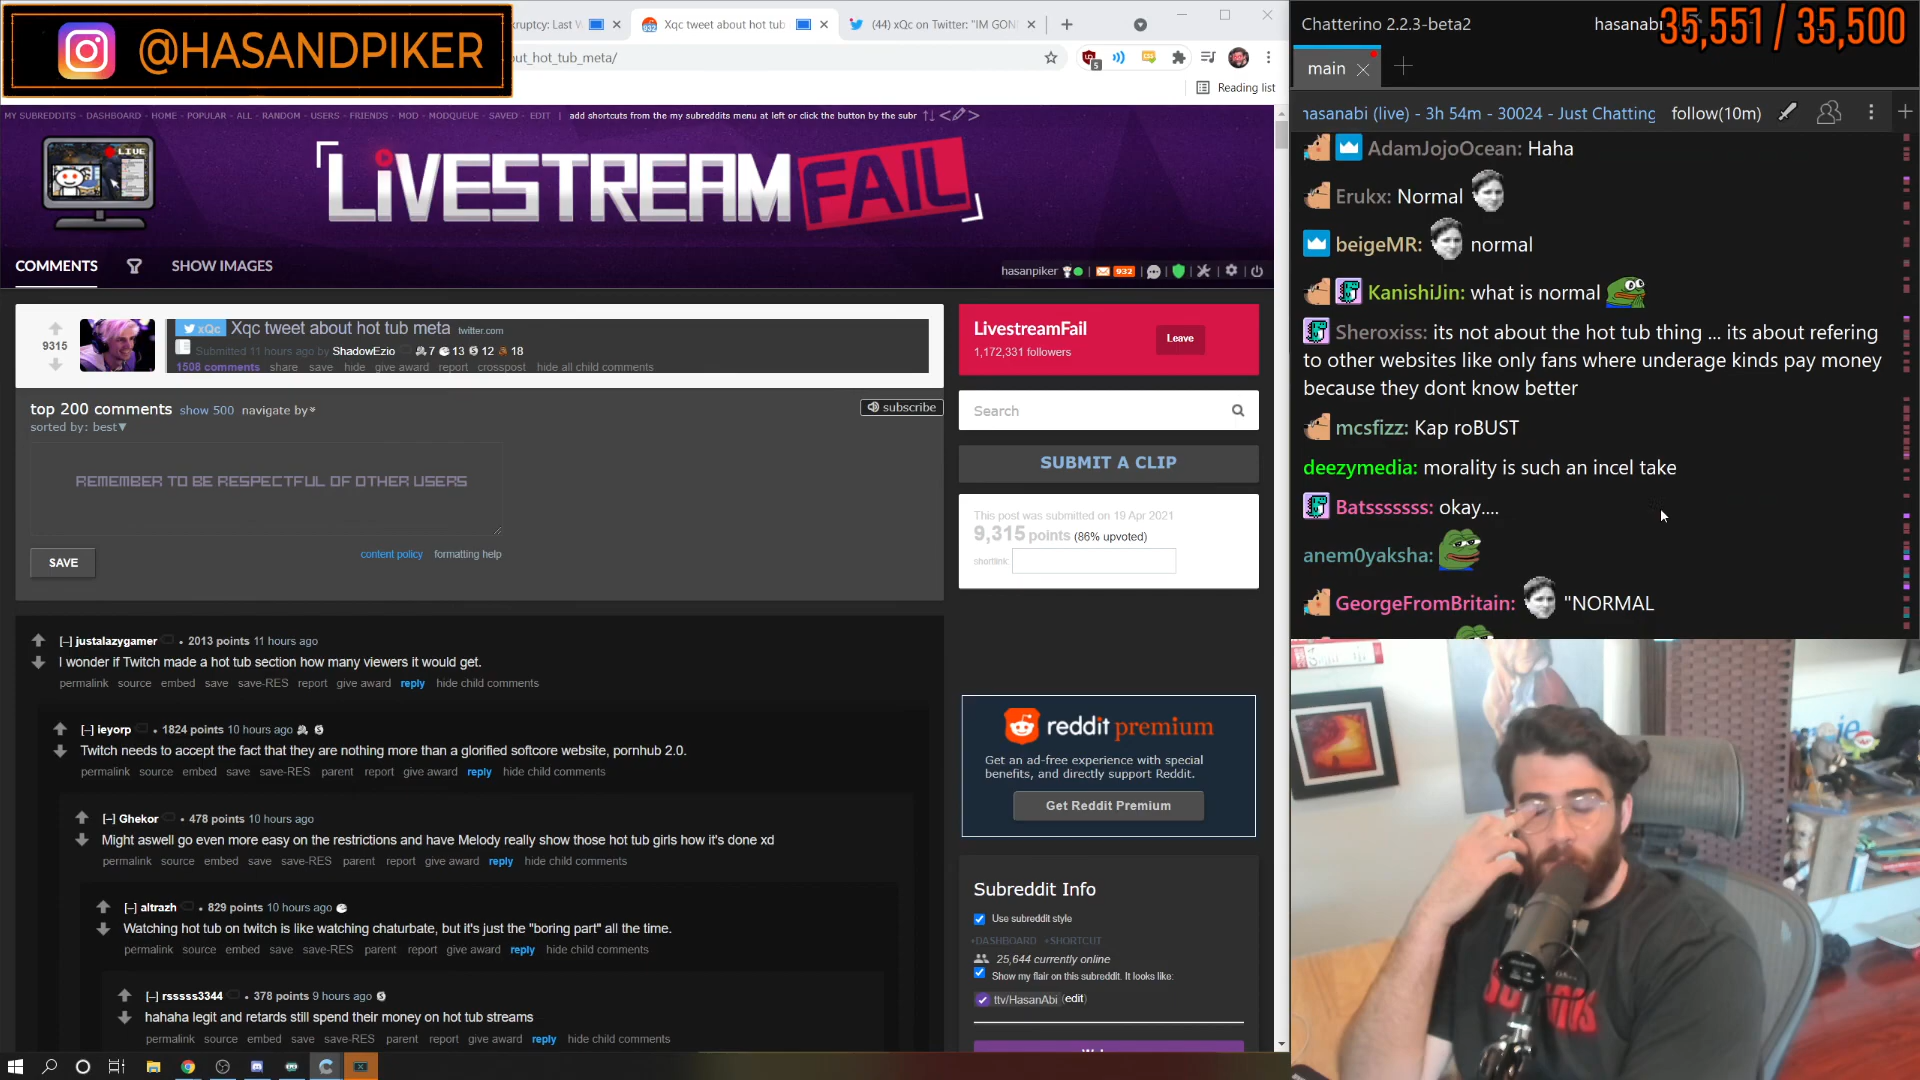 @HASANDPIKER
kruptcy: Last W
Xqc tweet about hot tub
(44) xQc on Twitter: "IM GON
out_hot_tub_meta/
Reading list
MY SUBREDDITS - DASHBOARD - HOME - POPULAR - ALL - RANDOM - USERS - FRIENDS - MOD - MODQUEUE - SAVED - EDIT
add shortcuts from the my subreddits menu at left or click the button by the subr
LIVE
LiVESTREAM FAIL
COMMENTS
SHOW IMAGES
hasanpiker
932
9315
xQc Xqc tweet about hot tub meta twitter.com
Submitted 11 hours ago by ShadowEzio 7 13 12 18
1508 comments share save hide give award report crosspost hide all child comments
top 200 comments show 500 navigate by
sorted by: best▼
subscribe
REMEMBER TO BE RESPECTFUL OF OTHER USERS
content policy formatting help
SAVE
[–] justalazygamer • 2013 points 11 hours ago
I wonder if Twitch made a hot tub section how many viewers it would get.
permalink source embed save save-RES report give award reply hide child comments
[–] ieyorp • 1824 points 10 hours ago
Twitch needs to accept the fact that they are nothing more than a glorified softcore website, pornhub 2.0.
permalink source embed save save-RES parent report give award reply hide child comments
[–] Ghekor • 478 points 10 hours ago
Might aswell go even more easy on the restrictions and have Melody really show those hot tub girls how it's done xd
permalink source embed save save-RES parent report give award reply hide child comments
[–] altrazh • 829 points 10 hours ago
Watching hot tub on twitch is like watching chaturbate, but it's just the "boring part" all the time.
permalink source embed save save-RES parent report give award reply hide child comments
[–] rsssss3344 • 378 points 9 hours ago
hahaha legit and retards still spend their money on hot tub streams
permalink source embed save save-RES parent report give award reply hide child comments
LivestreamFail
1,172,331 followers
Leave
Search
SUBMIT A CLIP
This post was submitted on 19 Apr 2021
9,315 points (86% upvoted)
shortlink:
reddit premium
Get an ad-free experience with special
benefits, and directly support Reddit.
Get Reddit Premium
Subreddit Info
Use subreddit style
+DASHBOARD +SHORTCUT
25,644 currently online
Show my flair on this subreddit. It looks like:
ttv/HasanAbi (edit)
Chatterino 2.2.3-beta2
hasanabi
35,551 / 35,500
main
hasanabi (live) - 3h 54m - 30024 - Just Chatting
follow(10m)
AdamJojoOcean: Haha
Erukx: Normal
beigeMR: normal
KanishiJin: what is normal
Sheroxiss: its not about the hot tub thing ... its about refering
to other websites like only fans where underage kinds pay money
because they dont know better
mcsfizz: Kap roBUST
deezymedia: morality is such an incel take
Batsssssss: okay....
anem0yaksha:
GeorgeFromBritain: "NORMAL